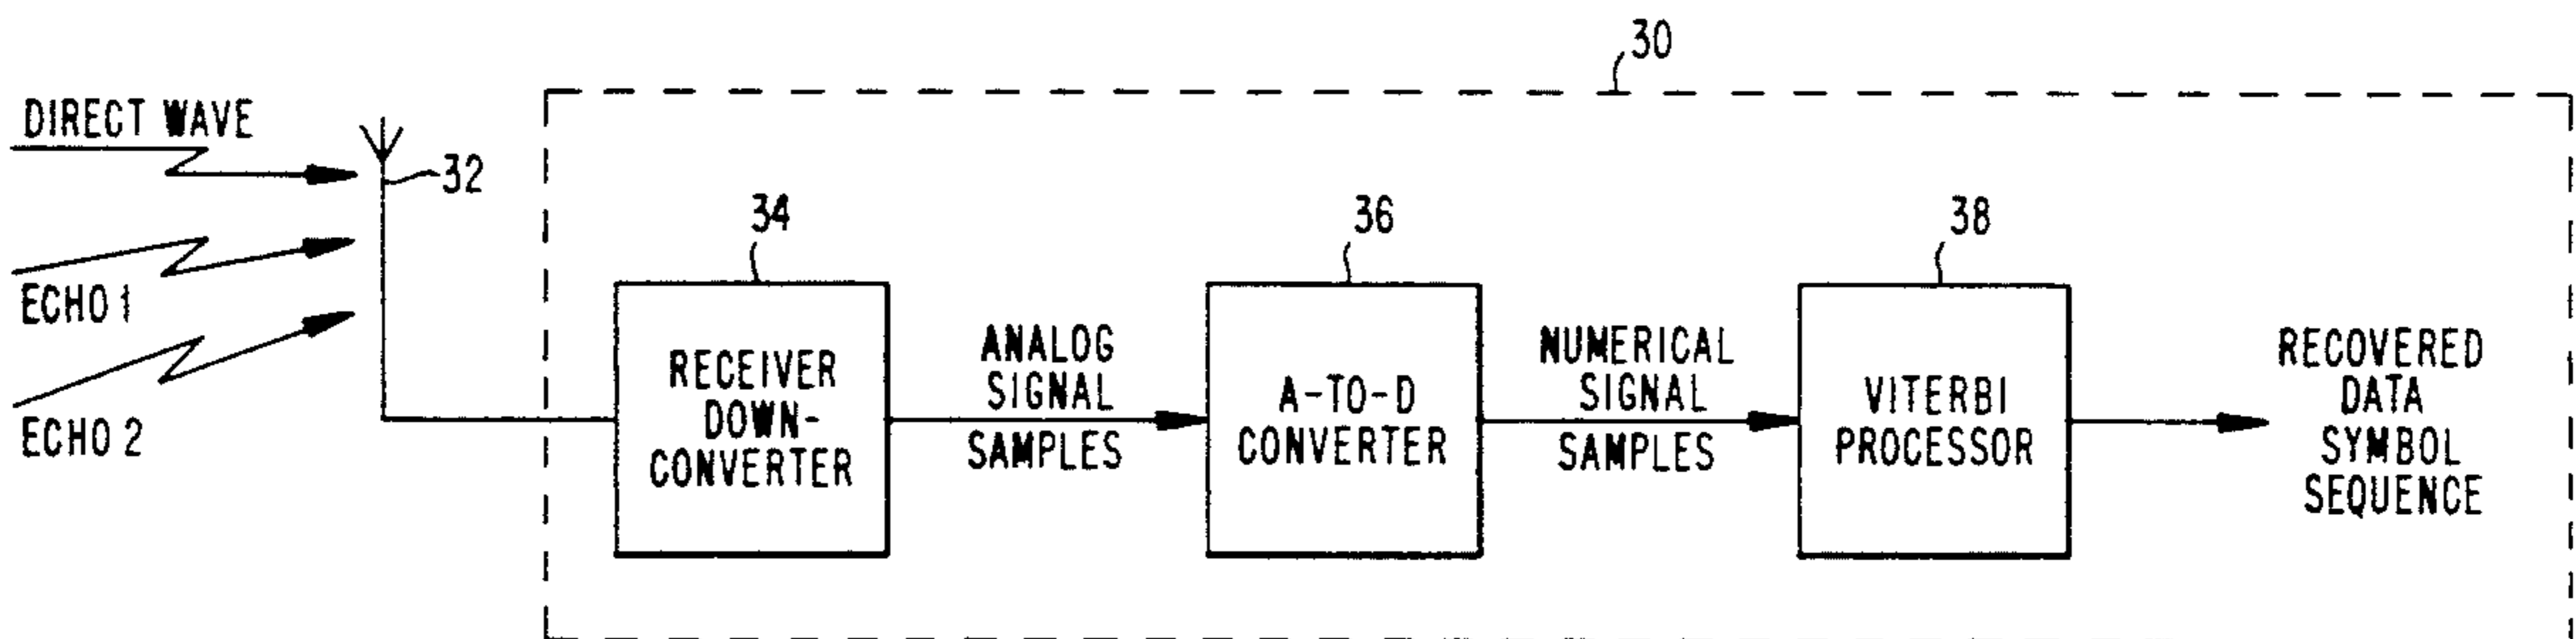 30
DIRECT WAVE
32
ECHO 1
ECHO 2
34
RECEIVER
DOWN-
CONVERTER
ANALOG
SIGNAL
SAMPLES
36
A-TO-D
CONVERTER
NUMERICAL
SIGNAL
SAMPLES
38
VITERBI
PROCESSOR
RECOVERED
DATA
SYMBOL
SEQUENCE